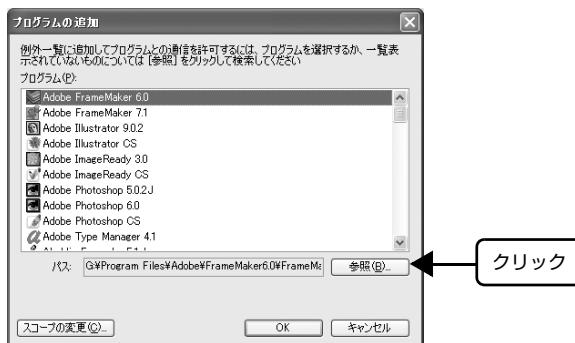 プログラムの追加
例外一覧に追加してプログラムとの通信を許可するには、プログラムを選択するか、一覧表
示されていないものについては [参照] をクリックして検索してください
プログラム(P):
Adobe FrameMaker 6.0
Adobe FrameMaker 7.1
Adobe Illustrator 9.0.2
Adobe Illustrator CS
Adobe ImageReady 3.0
Adobe ImageReady CS
Adobe Photoshop 5.0.2J
Adobe Photoshop 6.0
Adobe Photoshop CS
Adobe Type Manager 4.1
パス: G:¥Program Files¥Adobe¥FrameMaker6.0¥FrameMa 参照(B)...
クリック
スコープの変更(C)... OK キャンセル